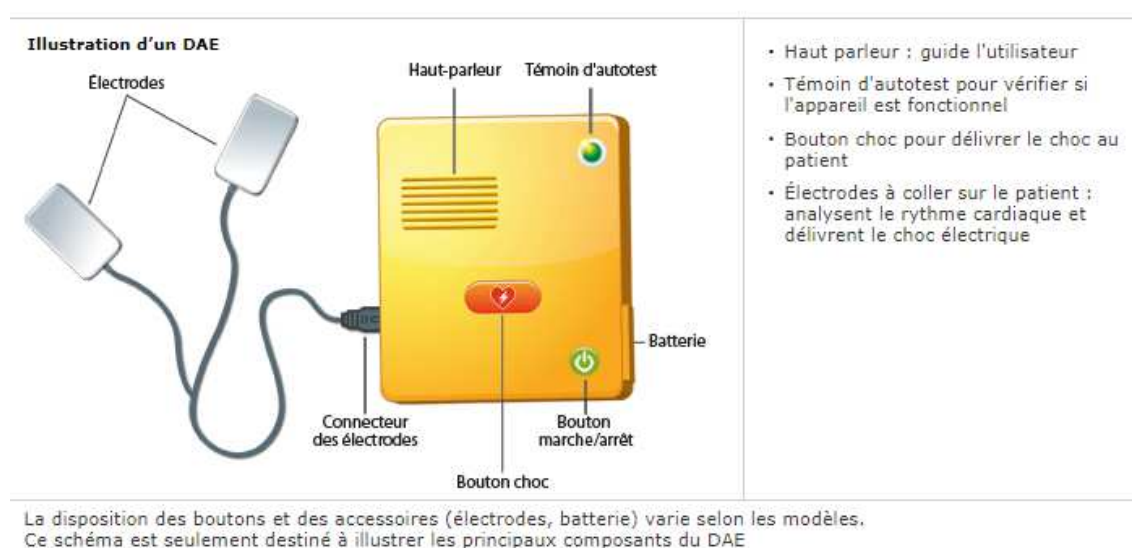 Illustration d'un DAE
Électrodes
Haut-parleur
Témoin d'autotest
Batterie
Connecteur
des électrodes
Bouton
marche/arrêt
Bouton choc
• Haut parleur : guide l'utilisateur
• Témoin d'autotest pour vérifier si
l'appareil est fonctionnel
• Bouton choc pour délivrer le choc au
patient
• Électrodes à coller sur le patient :
analysent le rythme cardiaque et
délivrent le choc électrique
La disposition des boutons et des accessoires (électrodes, batterie) varie selon les modèles.
Ce schéma est seulement destiné à illustrer les principaux composants du DAE